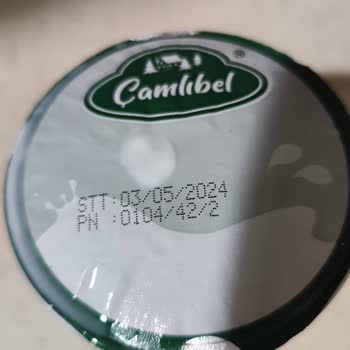 Çamlıbel ®
STT :03/05/2024
PN :0104/42/2